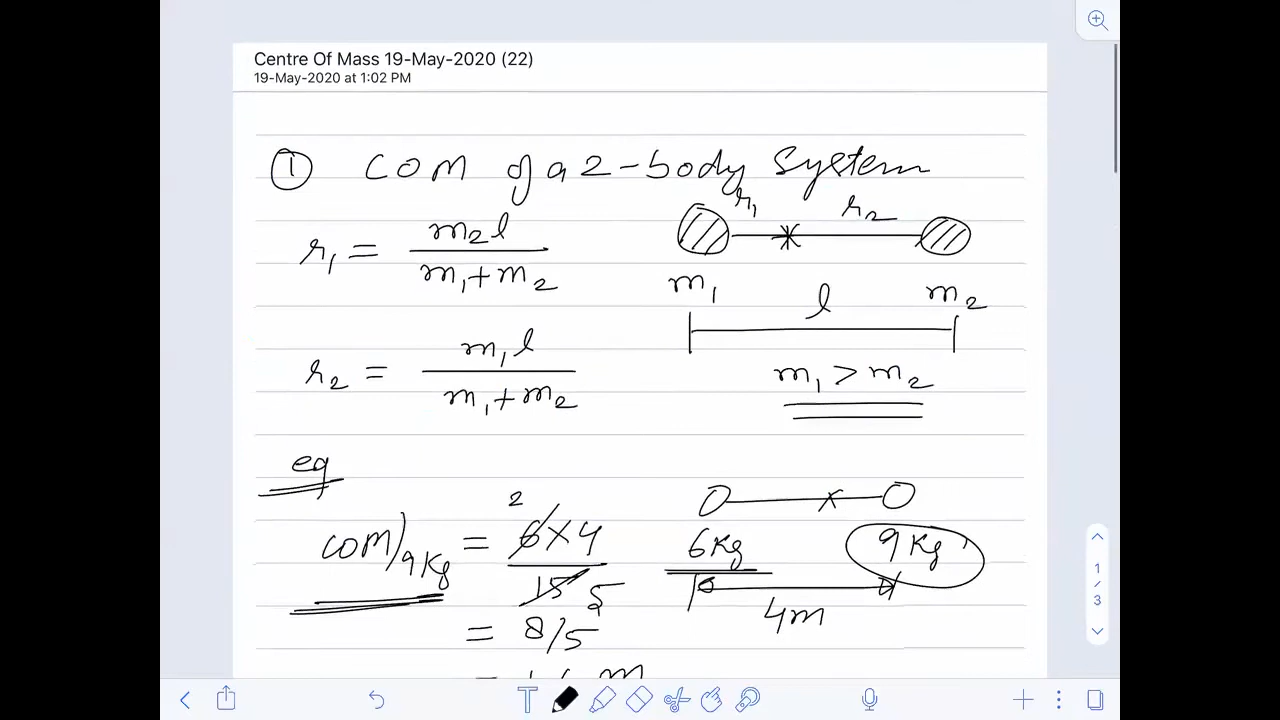 Centre Of Mass 19-May-2020 (22)
19-May-2020 at 1:02 PM
① COM of a 2-body System
r₁ = m₂l / m₁+m₂
r₁ r₂
m₁ m₂
l
r₂ = m₁l / m₁+m₂
m₁ > m₂
eg
COM/9Kg = 6×4 / 15
2
5
6Kg 9Kg
4m
= 8/5
1
/
3
T